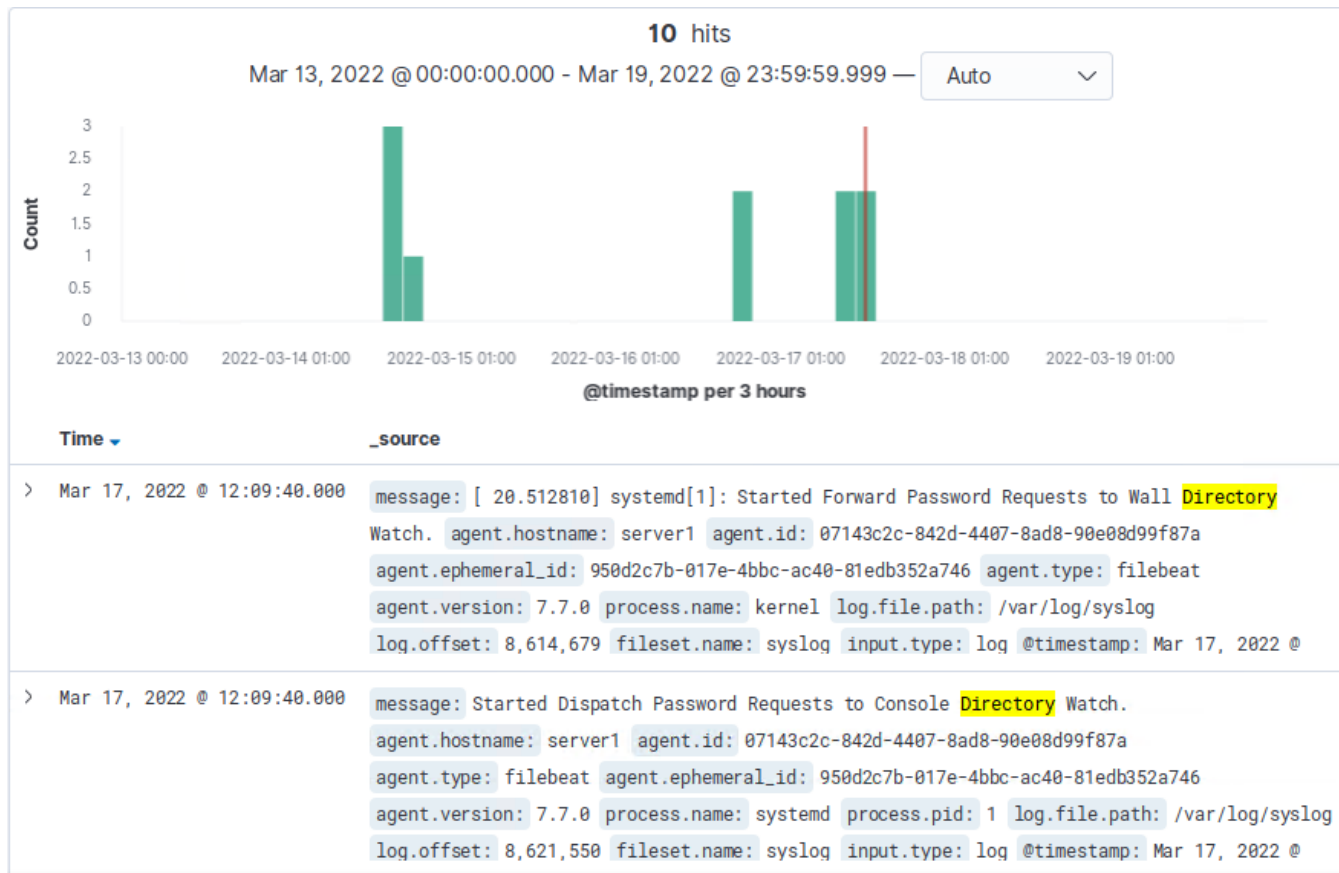 10 hits
Mar 13, 2022 @ 00:00:00.000 - Mar 19, 2022 @ 23:59:59.999 — Auto
3
2.5
2
1.5
1
0.5
0
Count
2022-03-13 00:00 2022-03-14 01:00 2022-03-15 01:00 2022-03-16 01:00 2022-03-17 01:00 2022-03-18 01:00 2022-03-19 01:00
@timestamp per 3 hours
Time _source
Mar 17, 2022 @ 12:09:40.000 message: [ 20.512810] systemd[1]: Started Forward Password Requests to Wall Directory
Watch. agent.hostname: server1 agent.id: 07143c2c-842d-4407-8ad8-90e08d99f87a
agent.ephemeral_id: 950d2c7b-017e-4bbc-ac40-81edb352a746 agent.type: filebeat
agent.version: 7.7.0 process.name: kernel log.file.path: /var/log/syslog
log.offset: 8,614,679 fileset.name: syslog input.type: log @timestamp: Mar 17, 2022 @
Mar 17, 2022 @ 12:09:40.000 message: Started Dispatch Password Requests to Console Directory Watch.
agent.hostname: server1 agent.id: 07143c2c-842d-4407-8ad8-90e08d99f87a
agent.type: filebeat agent.ephemeral_id: 950d2c7b-017e-4bbc-ac40-81edb352a746
agent.version: 7.7.0 process.name: systemd process.pid: 1 log.file.path: /var/log/syslog
log.offset: 8,621,550 fileset.name: syslog input.type: log @timestamp: Mar 17, 2022 @